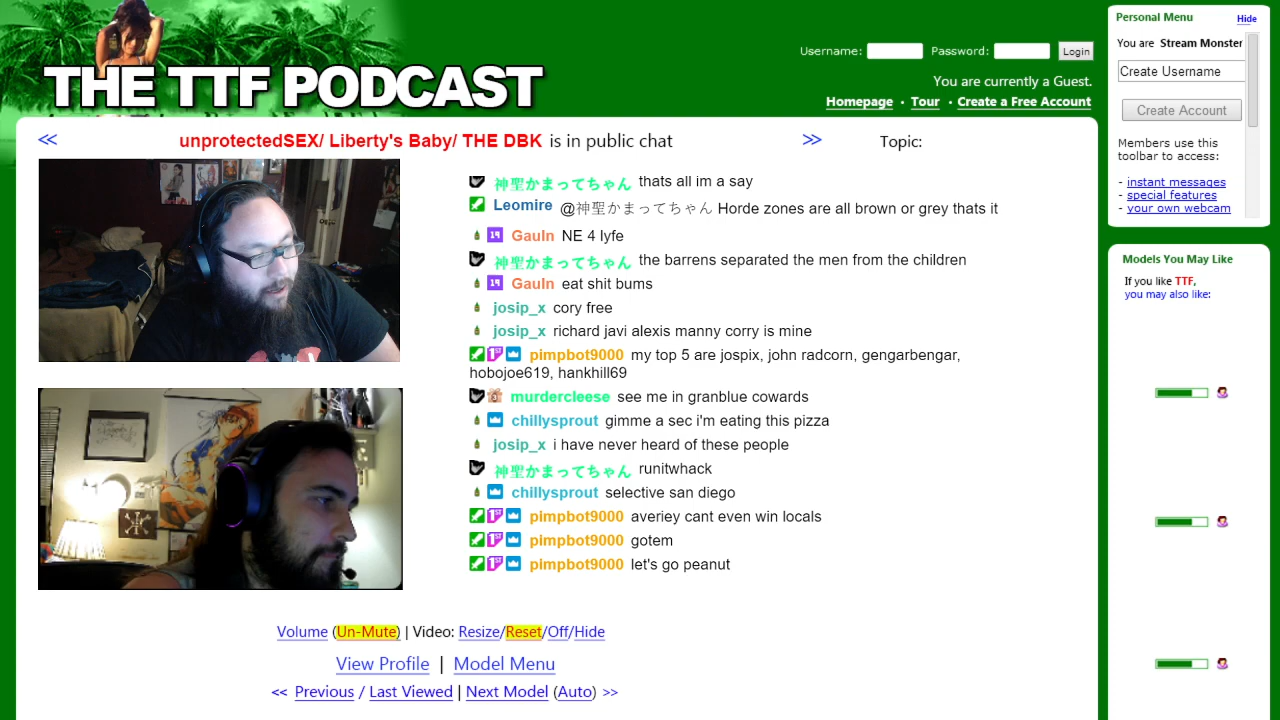 THE TTF PODCAST
Username:
Password:
Login
You are currently a Guest.
Homepage • Tour • Create a Free Account
<< unprotectedSEX/ Liberty's Baby/ THE DBK is in public chat >>
Topic:
神聖かまってちゃん thats all im a say
Leomire @神聖かまってちゃん Horde zones are all brown or grey thats it
19 Gauln NE 4 lyfe
神聖かまってちゃん the barrens separated the men from the children
19 Gauln eat shit bums
josip_x cory free
josip_x richard javi alexis manny corry is mine
1ST pimpbot9000 my top 5 are jospix, john radcorn, gengarbengar,
hobojoe619, hankhill69
murdercleese see me in granblue cowards
chillysprout gimme a sec i'm eating this pizza
josip_x i have never heard of these people
神聖かまってちゃん runitwhack
chillysprout selective san diego
1ST pimpbot9000 averiey cant even win locals
1ST pimpbot9000 gotem
1ST pimpbot9000 let's go peanut
Volume (Un-Mute) | Video: Resize/Reset/Off/Hide
View Profile | Model Menu
<< Previous / Last Viewed | Next Model (Auto) >>
Personal Menu
Hide
You are Stream Monster
Create Username
Create Account
Members use this
toolbar to access:
- instant messages
- special features
- your own webcam
Models You May Like
If you like TTF,
you may also like: